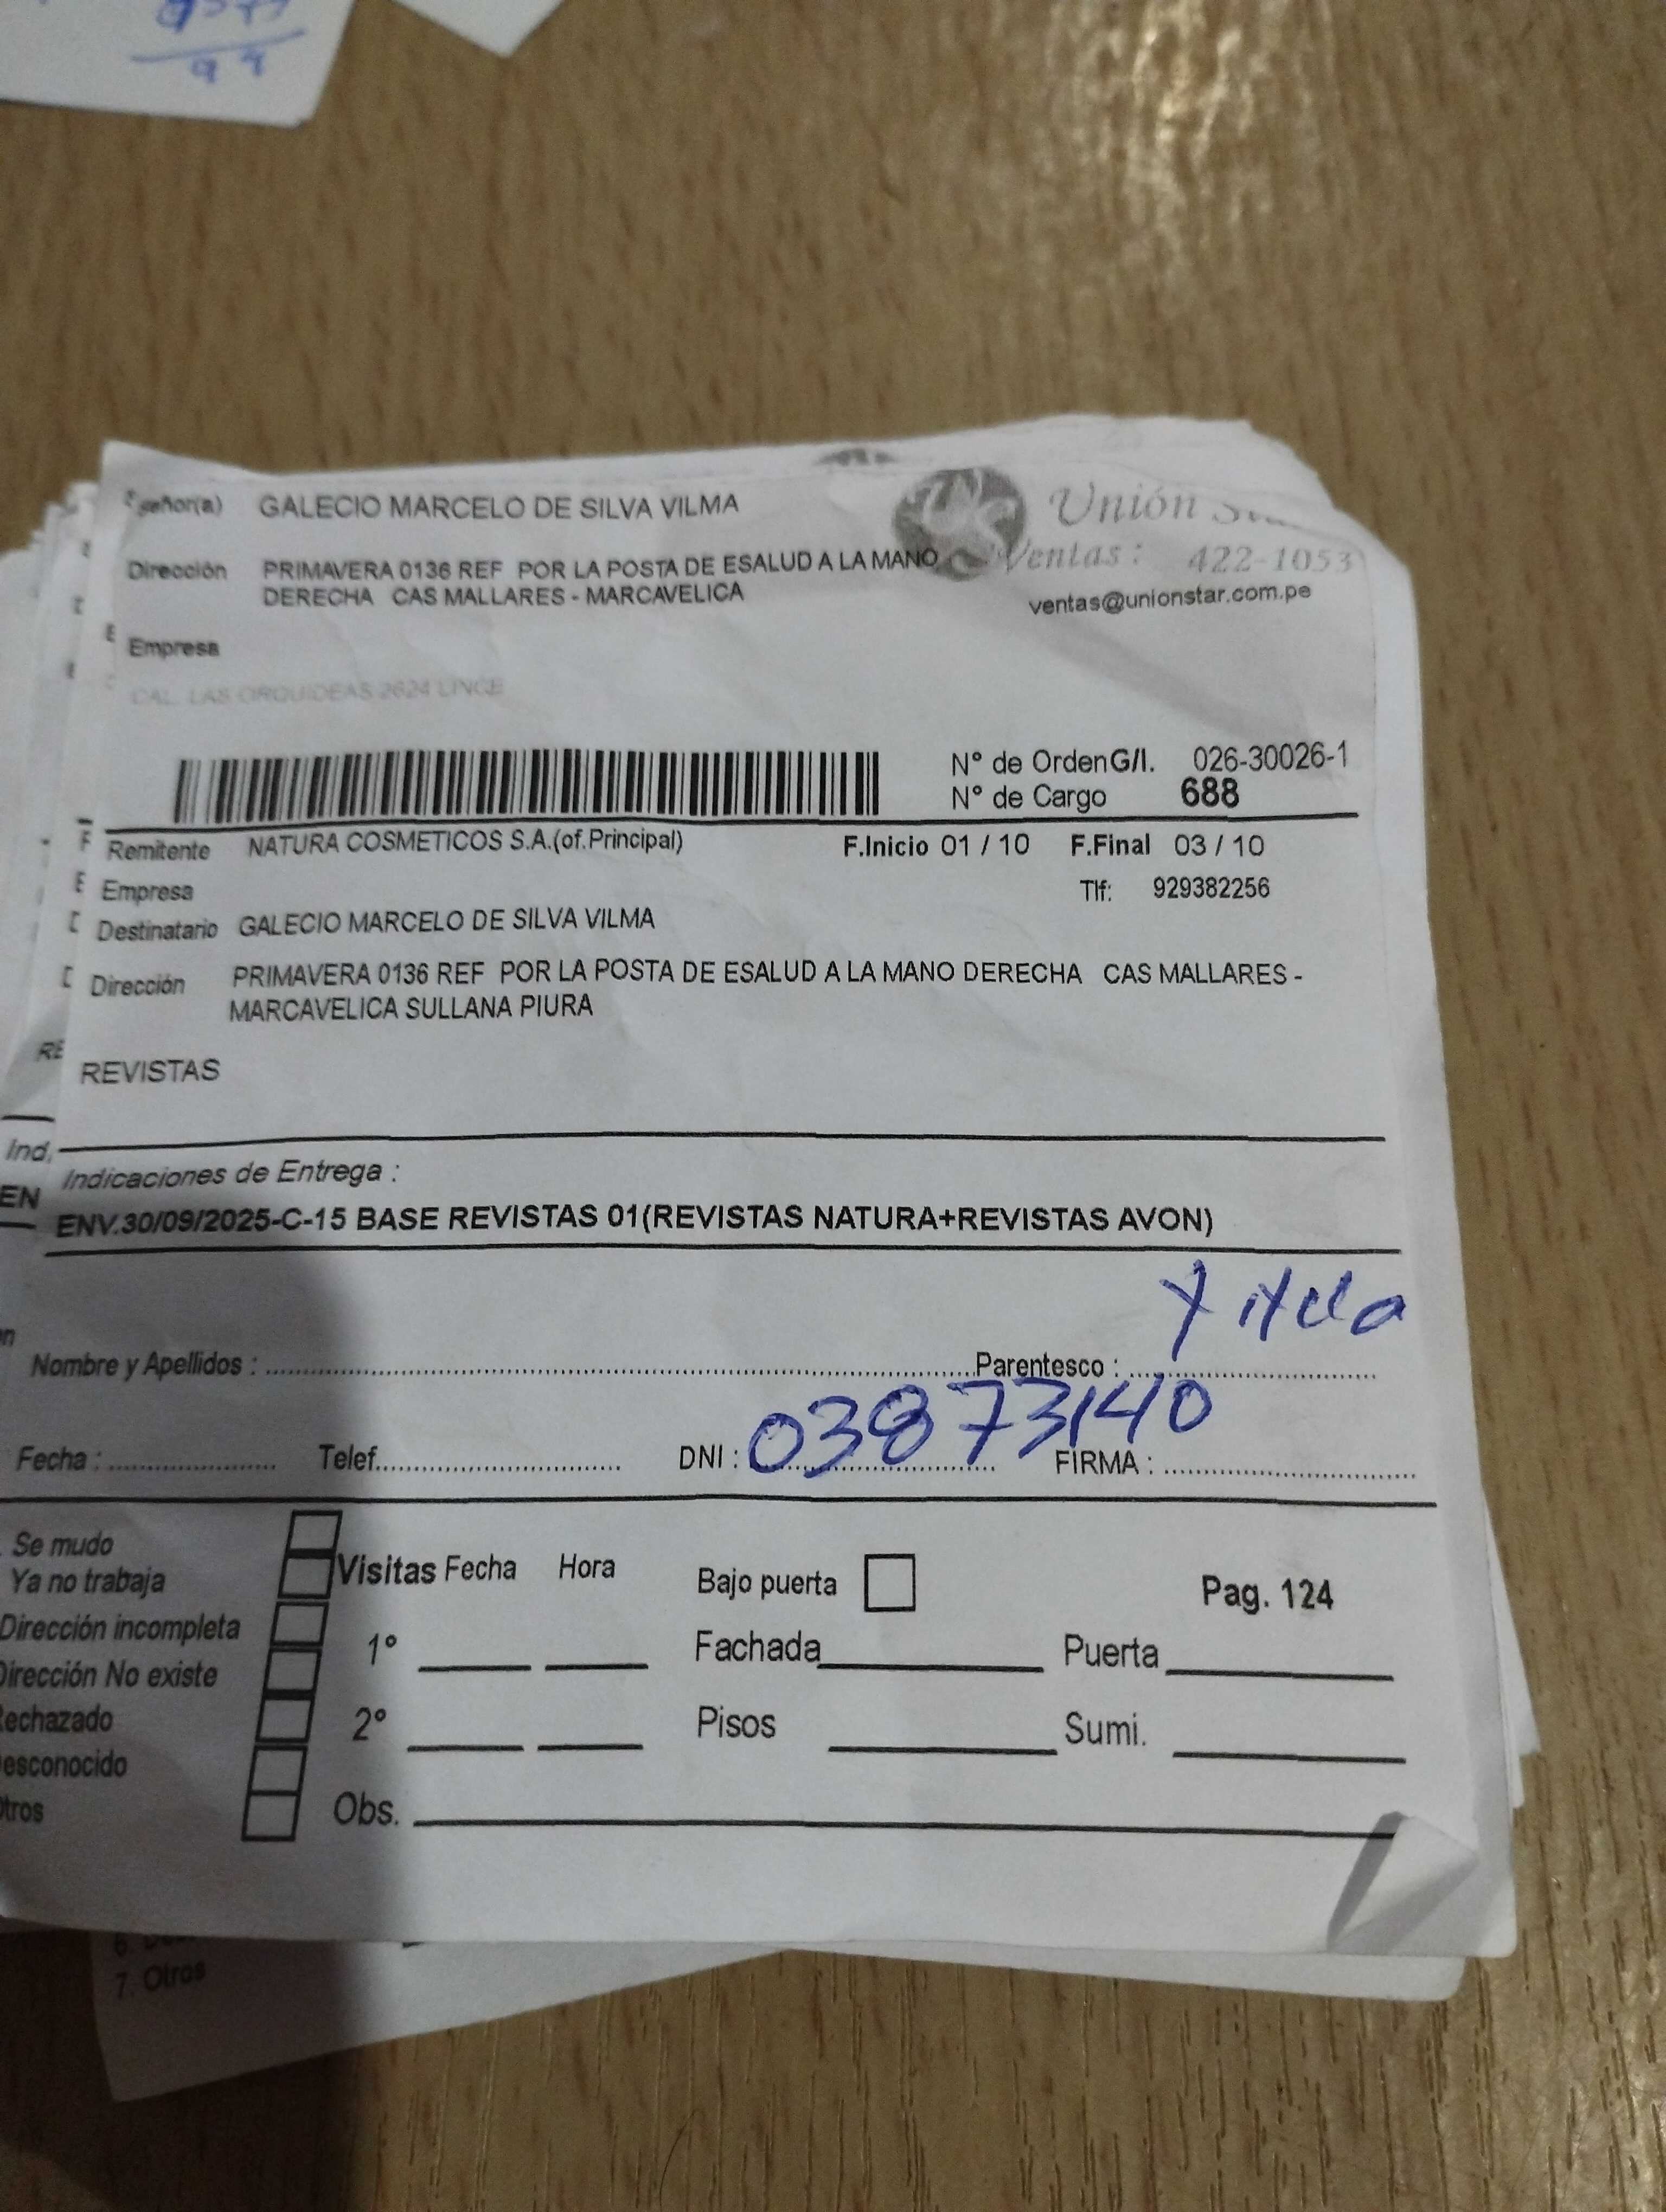 Señor(a) GALECIO MARCELO DE SILVA VILMA
Unión
Dirección PRIMAVERA 0136 REF POR LA POSTA DE ESALUD A LA MANO
DERECHA CAS MALLARES - MARCAVELICA
Ventas: 422-1053
ventas@unionstar.com.pe
Empresa
CAL. LAS ORQUIDEAS 2624 LINCE
N° de Orden G/I. 026-30026-1
N° de Cargo 688
Remitente NATURA COSMETICOS S.A.(of.Principal) F.Inicio 01 / 10 F.Final 03 / 10
Empresa Tlf: 929382256
Destinatario GALECIO MARCELO DE SILVA VILMA
Dirección PRIMAVERA 0136 REF POR LA POSTA DE ESALUD A LA MANO DERECHA CAS MALLARES -
MARCAVELICA SULLANA PIURA
REVISTAS
Indicaciones de Entrega :
ENV.30/09/2025-C-15 BASE REVISTAS 01(REVISTAS NATURA+REVISTAS AVON)
Nombre y Apellidos : Parentesco :
Fecha : Telef. DNI : 03873140 FIRMA :
Se mudo
Ya no trabaja
Dirección incompleta
Dirección No existe
Rechazado
Desconocido
Otros
Visitas Fecha Hora
1°
2°
Obs.
Bajo puerta Pag. 124
Fachada Puerta
Pisos Sumi.
7. Otros